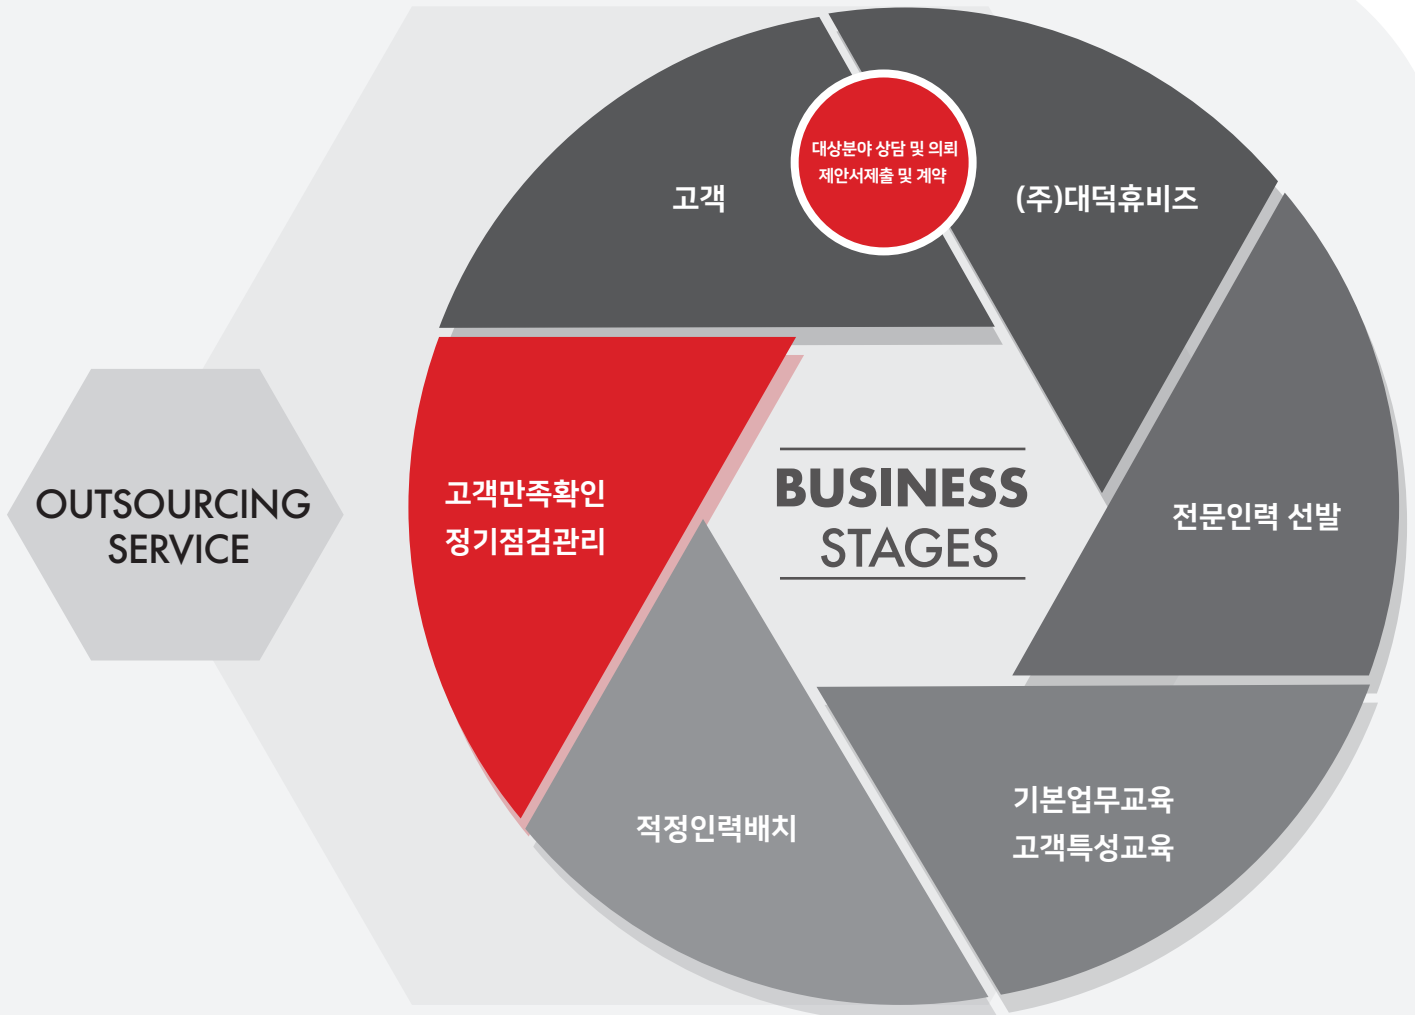 대상분야 상담 및 의뢰
제안서제출 및 계약
고객
(주)대덕휴비즈
OUTSOURCING
SERVICE
고객만족확인
정기점검관리
BUSINESS
STAGES
전문인력 선발
적정인력배치
기본업무교육
고객특성교육